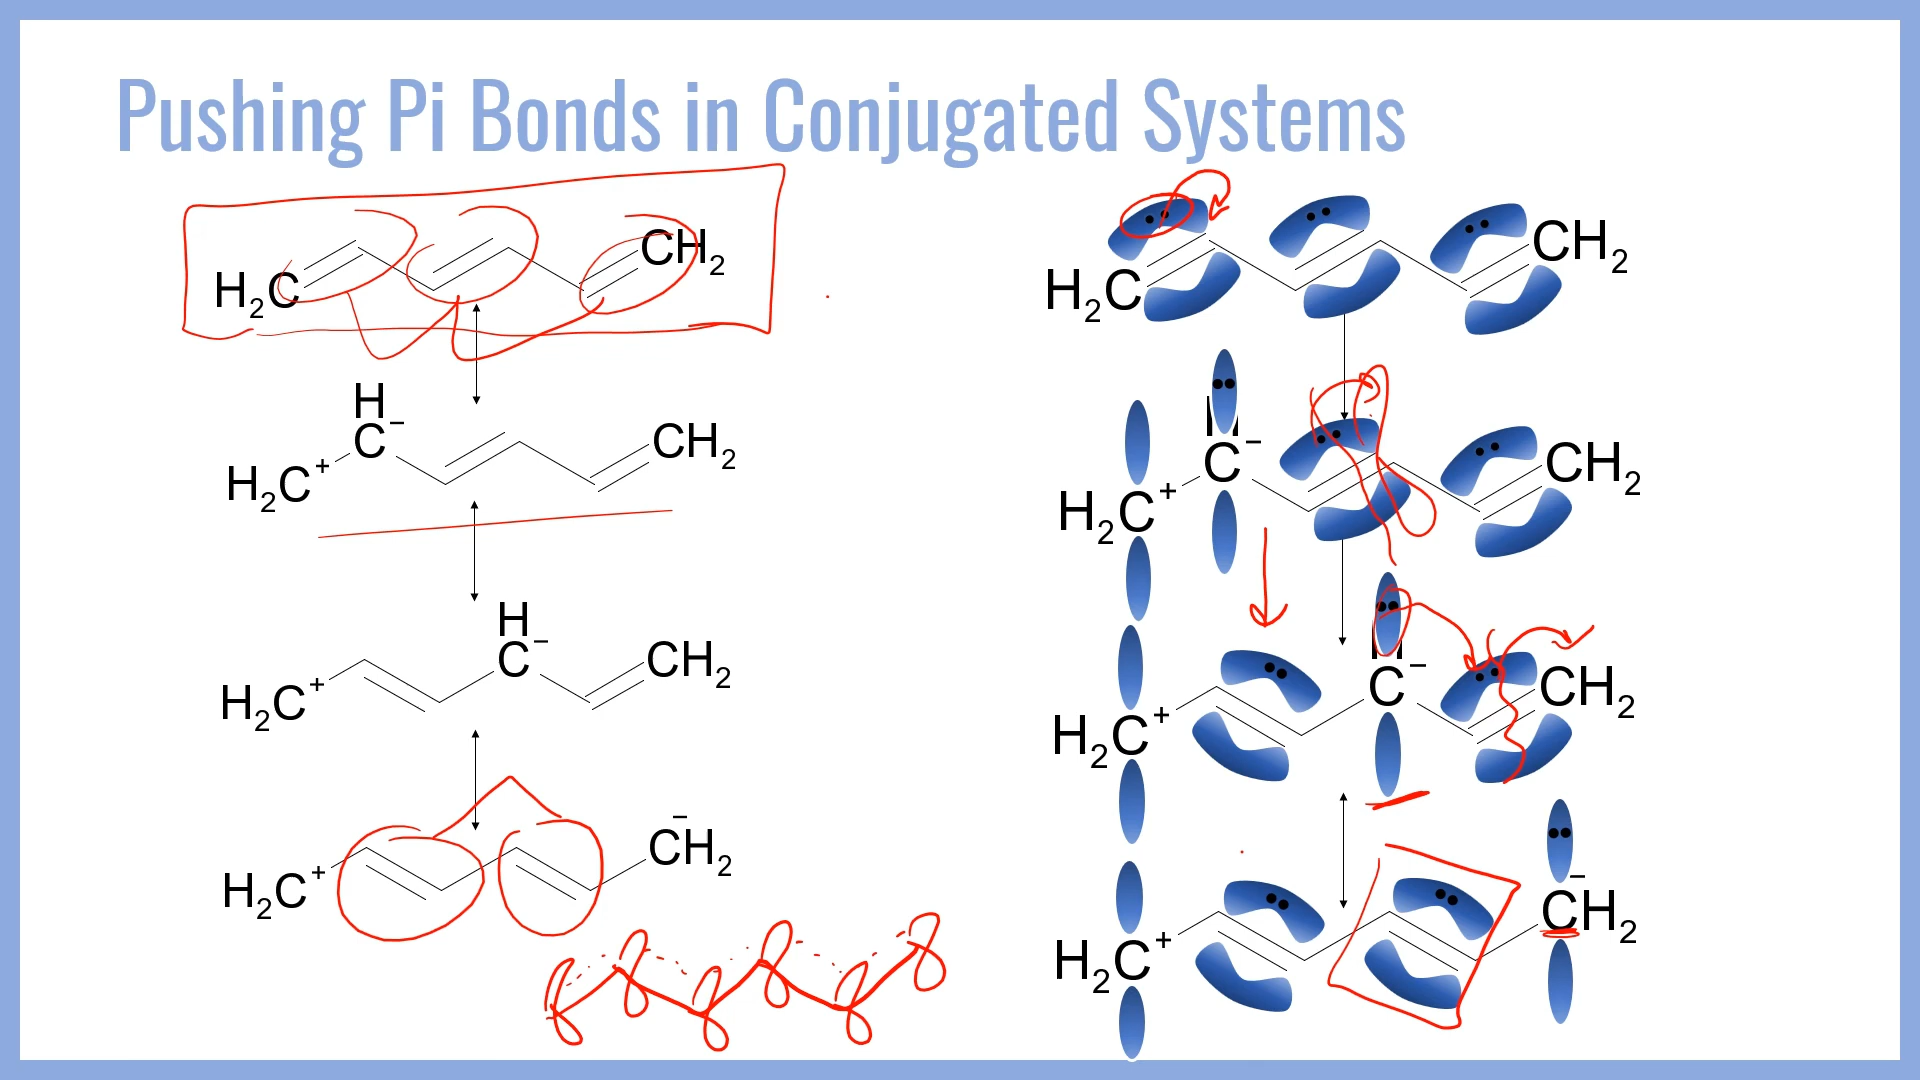 Pushing Pi Bonds in Conjugated Systems
H2C CH2
H
H2C+ C− CH2
H
H2C+ C− CH2
H2C+ −CH2
H2C CH2
H2C+ C− CH2
H2C+ C− CH2
H2C+ −CH2